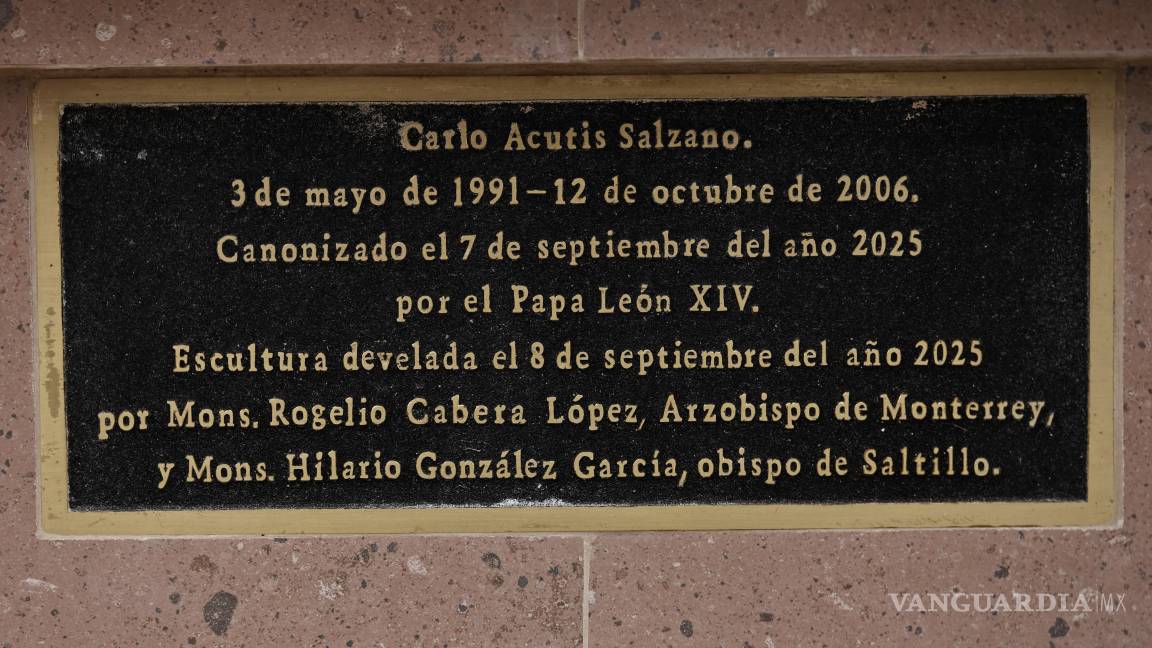 Carlo Acutis Salzano.
3 de mayo de 1991–12 de octubre de 2006.
Canonizado el 7 de septiembre del año 2025
por el Papa León XIV.
Escultura develada el 8 de septiembre del año 2025
por Mons. Rogelio Cabera López, Arzobispo de Monterrey,
y Mons. Hilario González García, obispo de Saltillo.
VANGUARDIA|MX